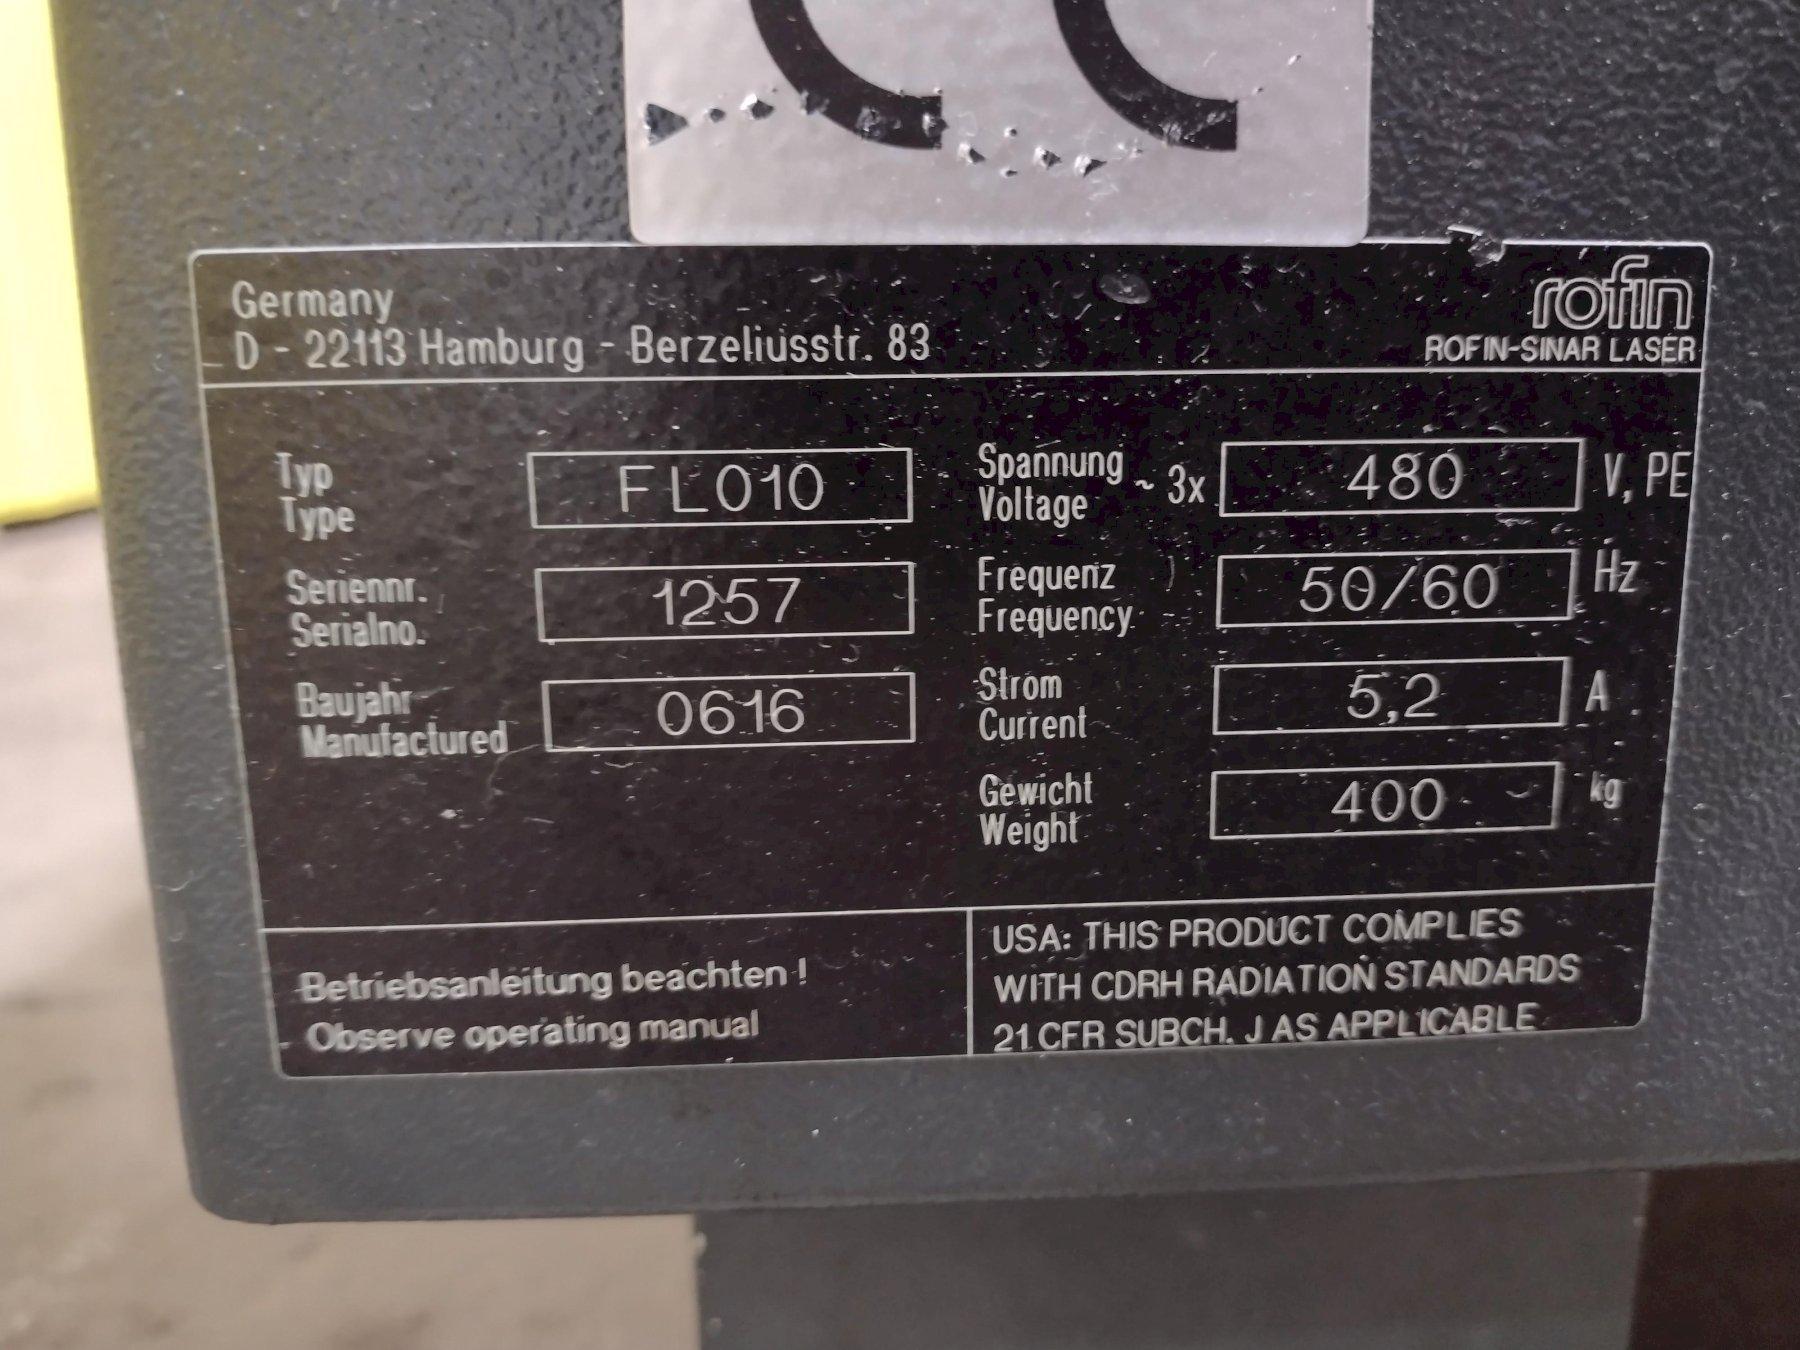 Germany
D - 22113 Hamburg - Berzeliusstr. 83
rofin
ROFIN-SINAR LASER
Typ
Type
FL010
Seriennr.
Serialno.
1257
Baujahr
Manufactured
0616
Spannung
Voltage
~ 3x 480 V, PE
Frequenz
Frequency
50/60 Hz
Strom
Current
5,2 A
Gewicht
Weight
400 kg
Betriebsanleitung beachten !
Observe operating manual
USA: THIS PRODUCT COMPLIES
WITH CDRH RADIATION STANDARDS
21 CFR SUBCH. J AS APPLICABLE